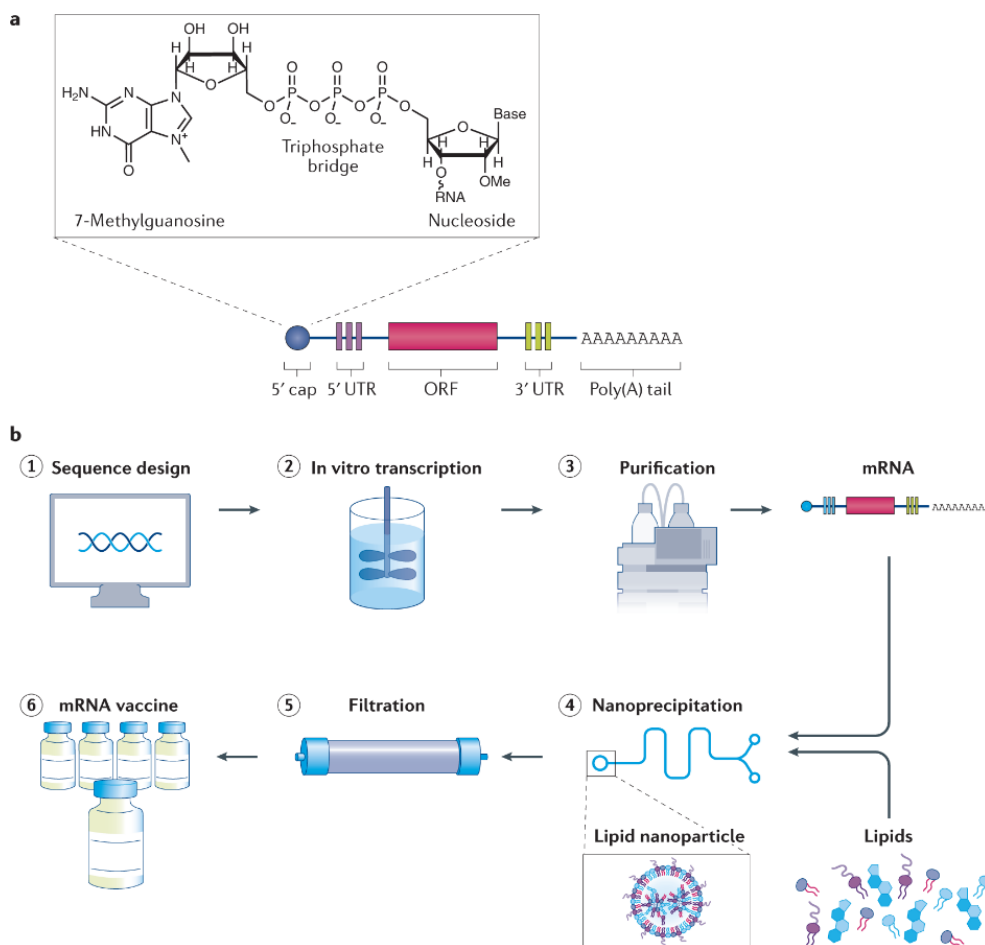 a
OH OH
H H
H H
O
H₂N N N
HN N⁺
O
O O O
O P O P O P O
O⁻ O⁻ O⁻
Triphosphate
bridge
Base
O
H H
H H
O OMe
RNA
7-Methylguanosine Nucleoside
AAAAAAAAA
5′ cap 5′ UTR ORF 3′ UTR Poly(A) tail
b
1 Sequence design 2 In vitro transcription 3 Purification mRNA
AAAAAAAA
6 mRNA vaccine 5 Filtration 4 Nanoprecipitation
Lipid nanoparticle Lipids